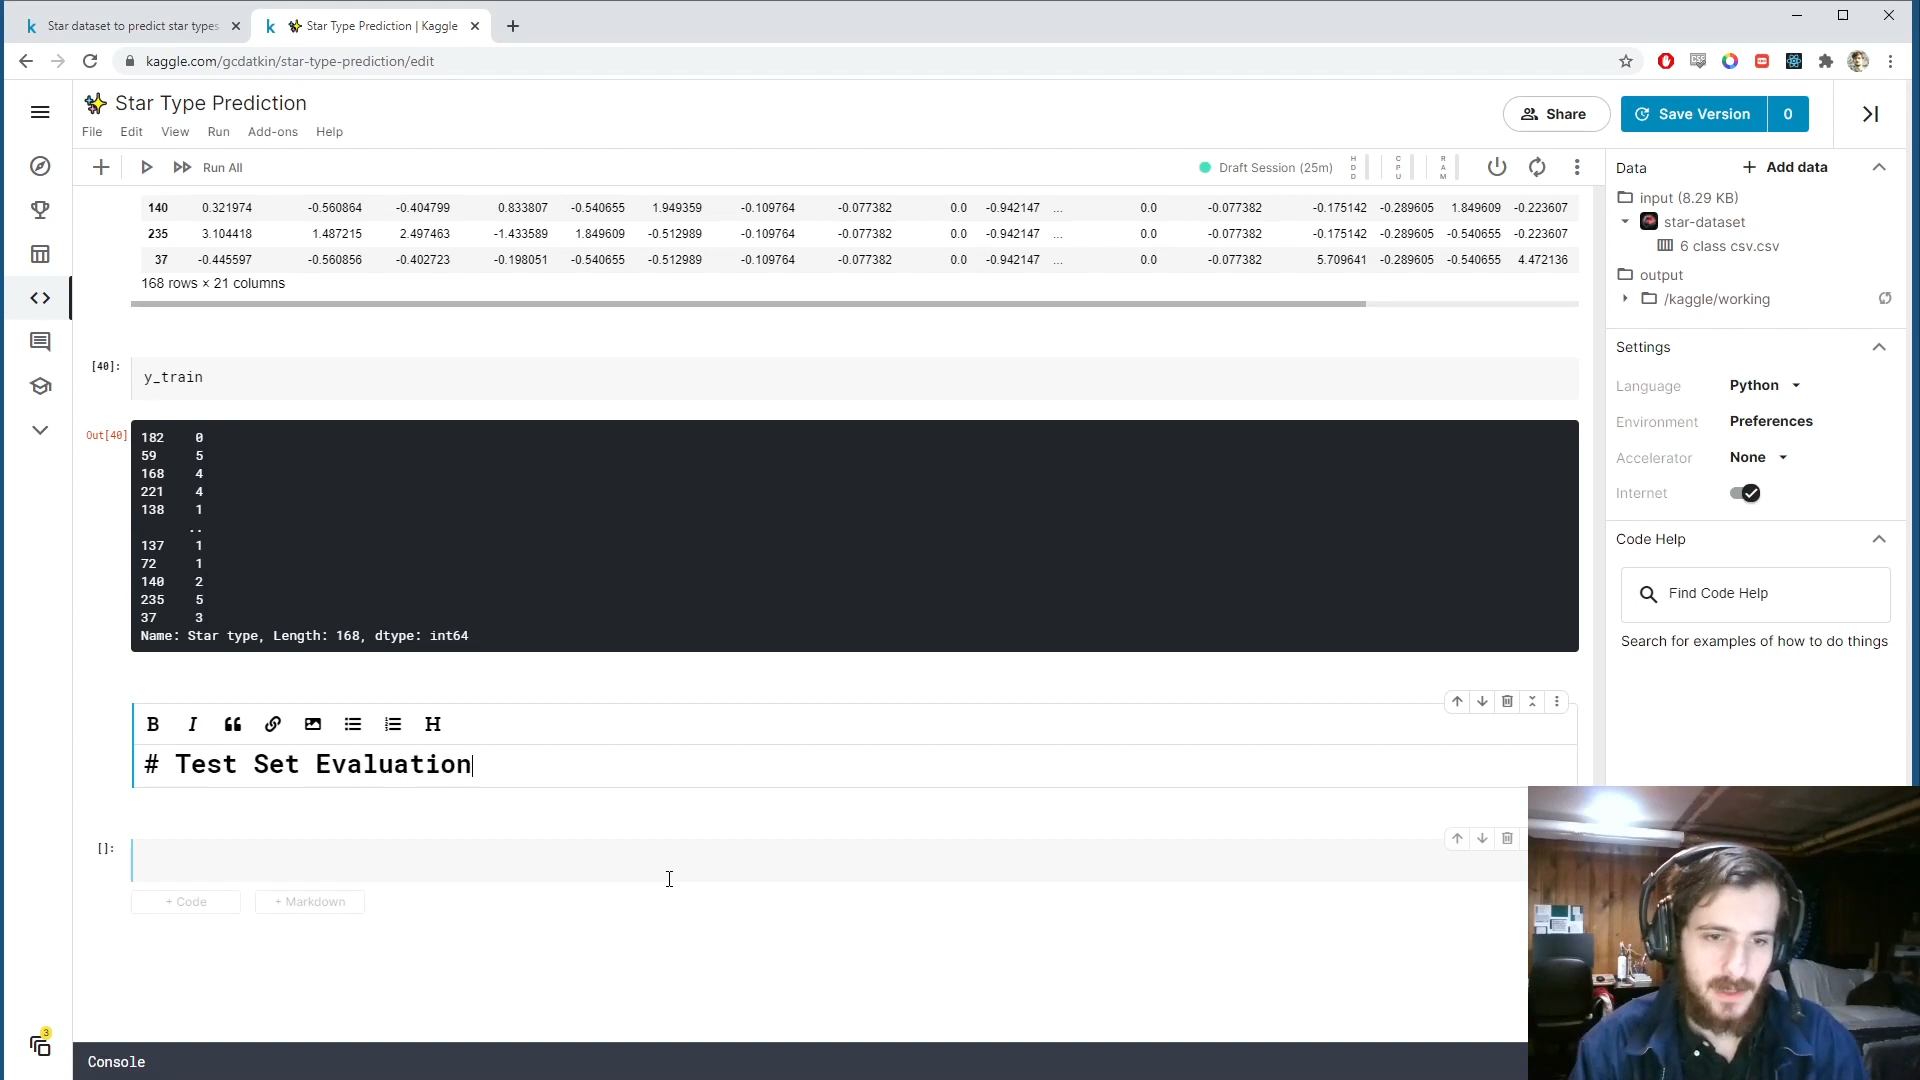 Star dataset to predict star types
Star Type Prediction | Kaggle
kaggle.com/gcdatkin/star-type-prediction/edit
Star Type Prediction
File Edit View Run Add-ons Help
Share
Save Version 0
Run All
Draft Session (25m)
HDD
CPU
RAM
140 0.321974 -0.560864 -0.404799 0.833807 -0.540655 1.949359 -0.109764 -0.077382 0.0 -0.942147 ... 0.0 -0.077382 -0.175142 -0.289605 1.849609 -0.223607
235 3.104418 1.487215 2.497463 -1.433589 1.849609 -0.512989 -0.109764 -0.077382 0.0 -0.942147 ... 0.0 -0.077382 -0.175142 -0.289605 -0.540655 -0.223607
37 -0.445597 -0.560856 -0.402723 -0.198051 -0.540655 -0.512989 -0.109764 -0.077382 0.0 -0.942147 ... 0.0 -0.077382 5.709641 -0.289605 -0.540655 4.472136
168 rows × 21 columns
[40]:
y_train
Out[40]
182 0
59 5
168 4
221 4
138 1
..
137 1
72 1
140 2
235 5
37 3
Name: Star type, Length: 168, dtype: int64
B I H
# Test Set Evaluation
[]:
+ Code + Markdown
Console
3
Data
+ Add data
input (8.29 KB)
star-dataset
6 class csv.csv
output
/kaggle/working
Settings
Language Python
Environment Preferences
Accelerator None
Internet
Code Help
Find Code Help
Search for examples of how to do things